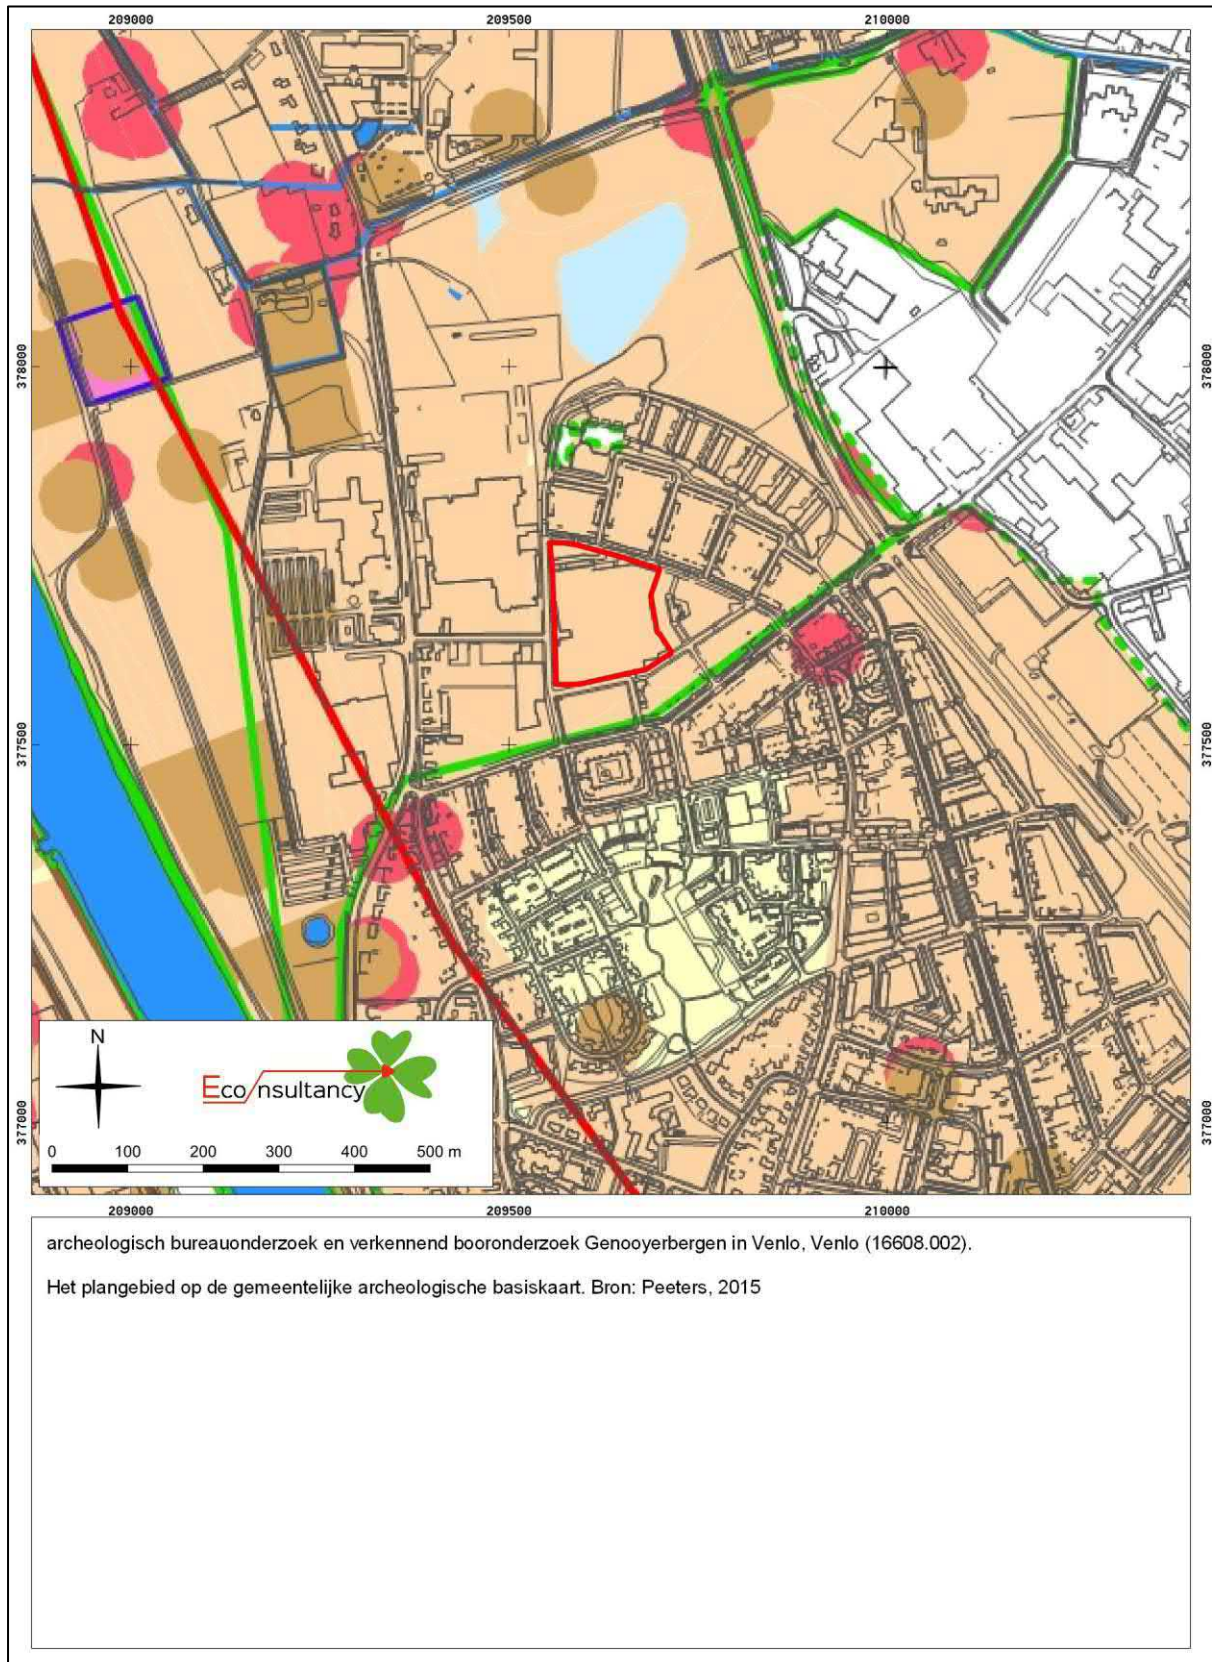 209000 209500 210000
378000 378000
377500 377500
377000 377000
N
Eco/nsultancy
0 100 200 300 400 500 m
209000 209500 210000
archeologisch bureauonderzoek en verkennend booronderzoek Genooyerbergen in Venlo, Venlo (16608.002).
Het plangebied op de gemeentelijke archeologische basiskaart. Bron: Peeters, 2015